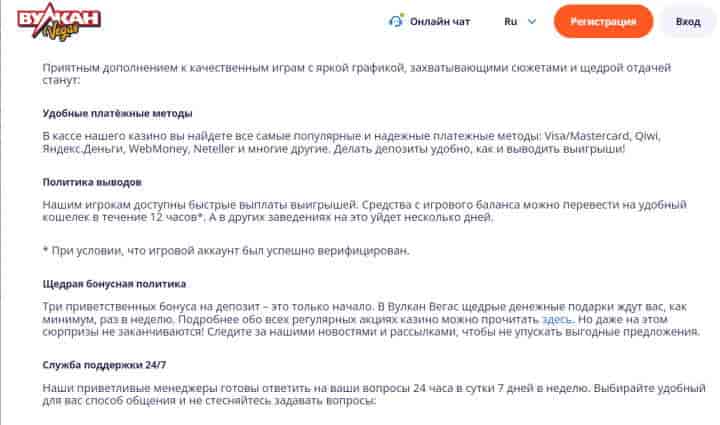 ВУЛКАН
Vegas
Онлайн чат
Ru
Регистрация
Вход
Приятным дополнением к качественным играм с яркой графикой, захватывающими сюжетами и щедрой отдачей
станут:
Удобные платёжные методы
В кассе нашего казино вы найдете все самые популярные и надежные платежные методы: Visa/Mastercard, Qiwi,
Яндекс.Деньги, WebMoney, Neteller и многие другие. Делать депозиты удобно, как и выводить выигрыши!
Политика выводов
Нашим игрокам доступны быстрые выплаты выигрышей. Средства с игрового баланса можно перевести на удобный
кошелек в течение 12 часов*. А в других заведениях на это уйдет несколько дней.
* При условии, что игровой аккаунт был успешно верифицирован.
Щедрая бонусная политика
Три приветственных бонуса на депозит – это только начало. В Вулкан Вегас щедрые денежные подарки ждут вас, как
минимум, раз в неделю. Подробнее обо всех регулярных акциях казино можно прочитать здесь. Но даже на этом
сюрпризы не заканчиваются! Следите за нашими новостями и рассылками, чтобы не упускать выгодные предложения.
Служба поддержки 24/7
Наши приветливые менеджеры готовы ответить на ваши вопросы 24 часа в сутки 7 дней в неделю. Выбирайте удобный
для вас способ общения и не стесняйтесь задавать вопросы: